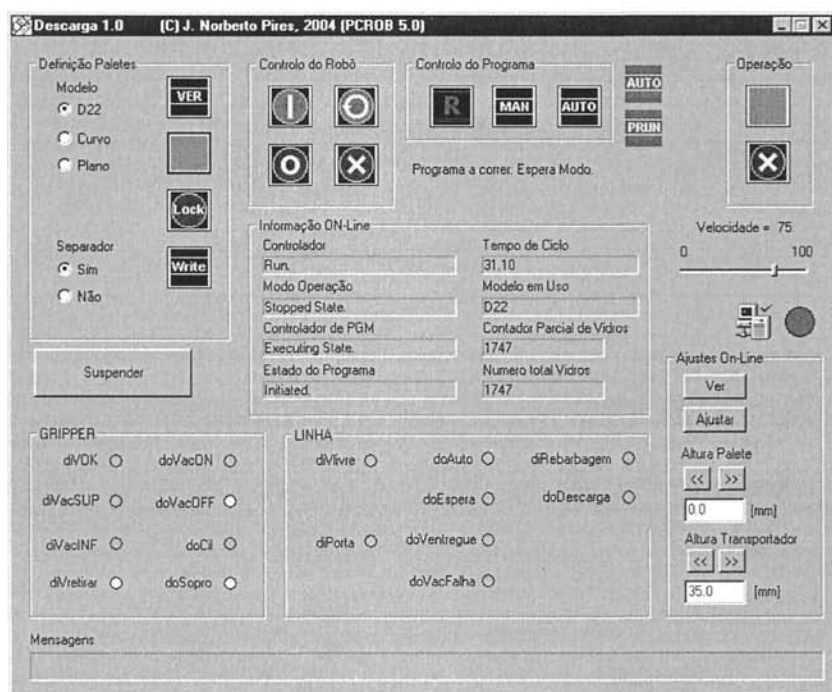 Descarga 1.0 (C) J. Norberto Pires, 2004 (PCROB 5.0)
Definição Paletes
Modelo
D22
Curvo
Plano
VER
Lock
Separador
Sim
Não
Write
Suspender
Controlo do Robô
Controlo do Programa
R
MAN
AUTO
AUTO
PRUN
Programa a correr: Espera Modo.
Operação
Velocidade = 75
0
100
Informação ON-Line
Controlador
Run.
Tempo de Ciclo
31.10
Modo Operação
Stopped State.
Modelo em Uso
D22
Controlador de PGM
Executing State.
Contador Parcial de Vidros
1747
Estado do Programa
Initiated.
Numero total Vidros
1747
Ajustes On-Line
Ver
Ajustar
Altura Palete
<< >>
0.0 [mm]
Altura Transportador
<< >>
35.0 [mm]
GRIPPER
diVOK
doVacON
diVacSUP
doVacOFF
diVacINF
doCil
diVretirar
doSopro
LINHA
diVlivre
doAuto
diRebarbagem
doEspera
doDescarga
diPorta
doVentregue
doVacFalha
Mensagens